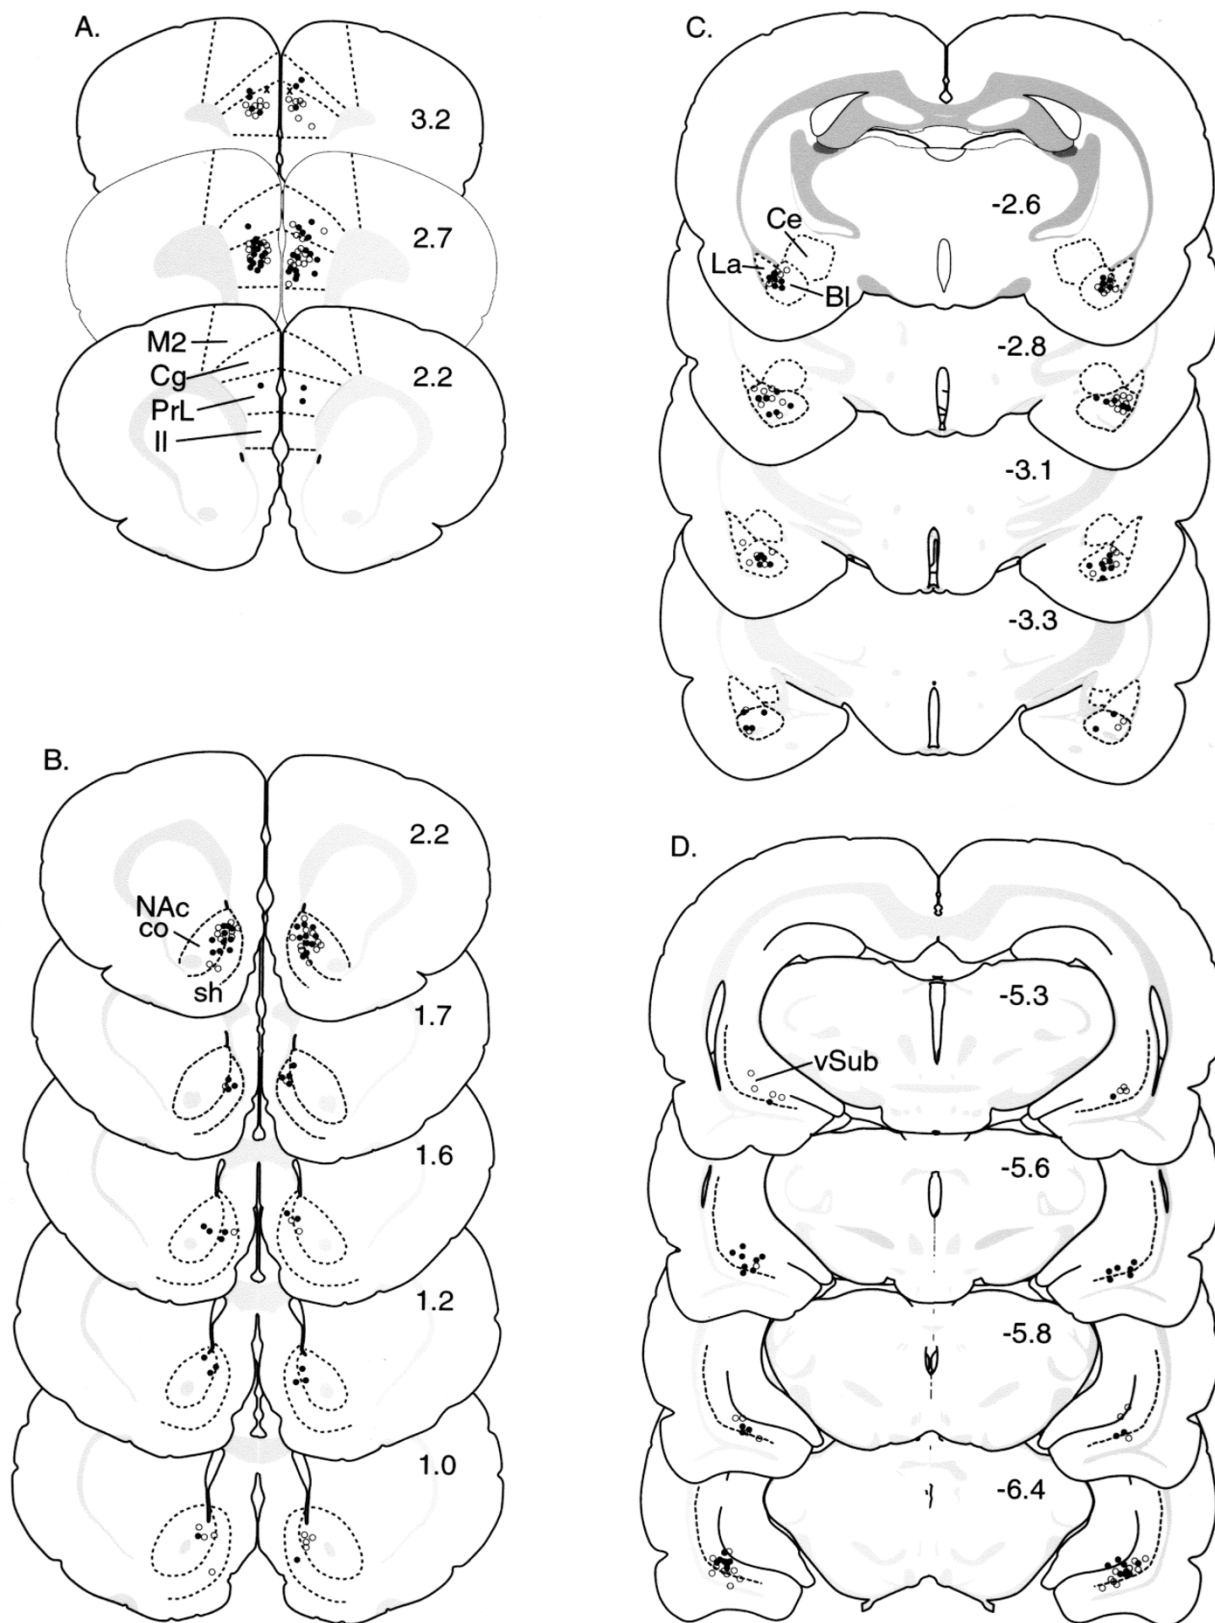 A.
3.2
2.7
M2
Cg
2.2
PrL
Il
B.
2.2
NAc
co
sh
1.7
1.6
1.2
1.0
C.
-2.6
Ce
La
Bl
-2.8
-3.1
-3.3
D.
-5.3
vSub
-5.6
-5.8
-6.4